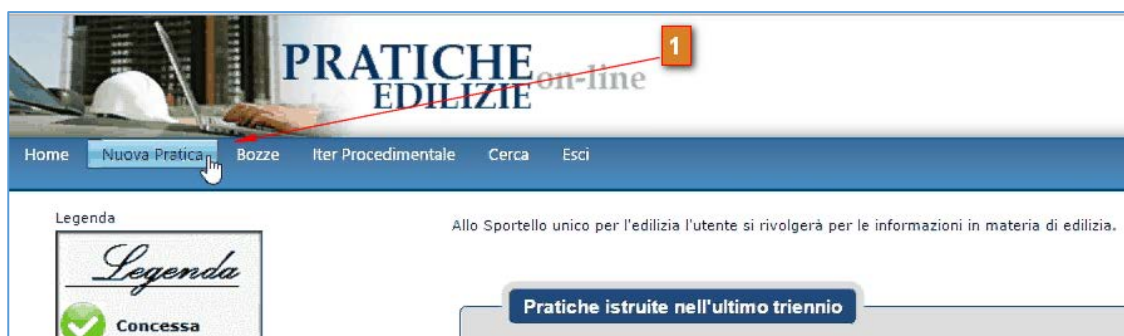 1
PRATICHE
EDILIZIE on-line
Home Nuova Pratica Bozze Iter Procedimentale Cerca Esci
Legenda
Allo Sportello unico per l'edilizia l'utente si rivolgerà per le informazioni in materia di edilizia.
Legenda
Concessa
Pratiche istruite nell'ultimo triennio